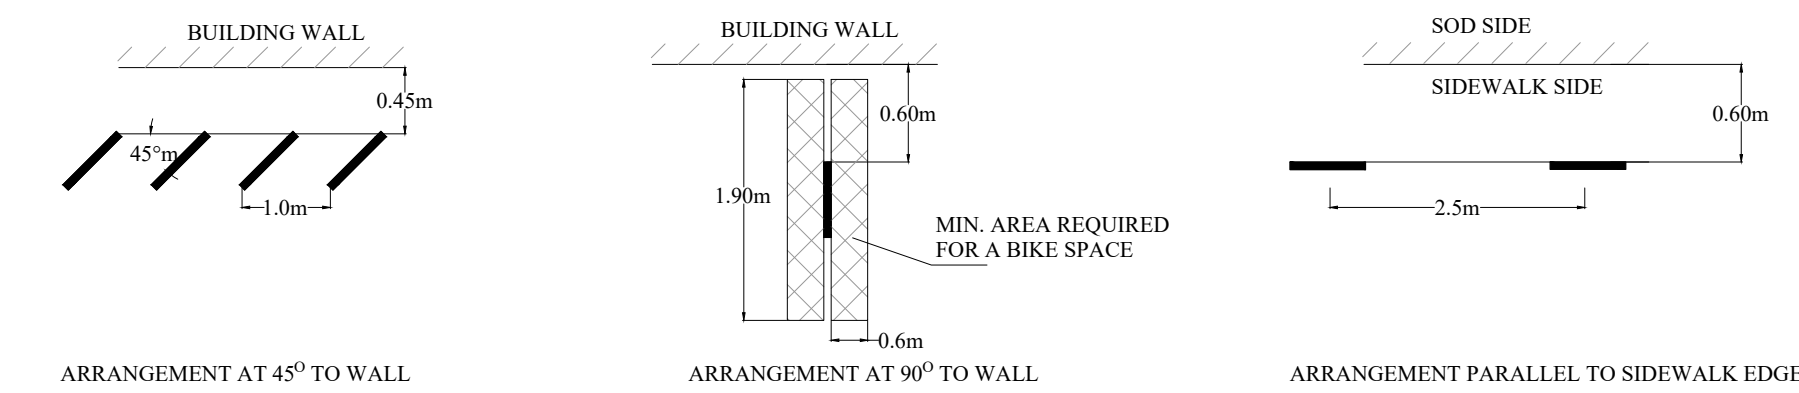 BUILDING WALL
0.45m
45°m
1.0m
ARRANGEMENT AT 45O TO WALL
BUILDING WALL
0.60m
1.90m
MIN. AREA REQUIRED
FOR A BIKE SPACE
0.6m
ARRANGEMENT AT 90O TO WALL
SOD SIDE
SIDEWALK SIDE
0.60m
2.5m
ARRANGEMENT PARALLEL TO SIDEWALK EDGE